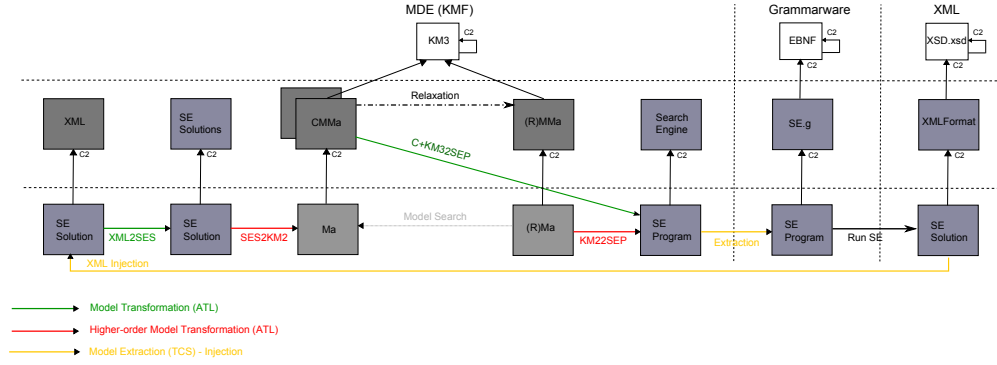 MDE (KMF)
Grammarware
XML
KM3
C2
EBNF
C2
XSD.xsd
C2
C2
C2
C2
Relaxation
XML
SE
Solutions
CMMa
(R)MMa
Search
Engine
SE.g
XMLFormat
C2
C2
C2
C2
C2
C2
C2
C+KM32SEP
SE
Solution
XML2SES
SE
Solution
SES2KM2
Ma
Model Search
(R)Ma
KM22SEP
SE
Program
Extraction
SE
Program
Run SE
SE
Solution
XML Injection
Model Transformation (ATL)
Higher-order Model Transformation (ATL)
Model Extraction (TCS) - Injection